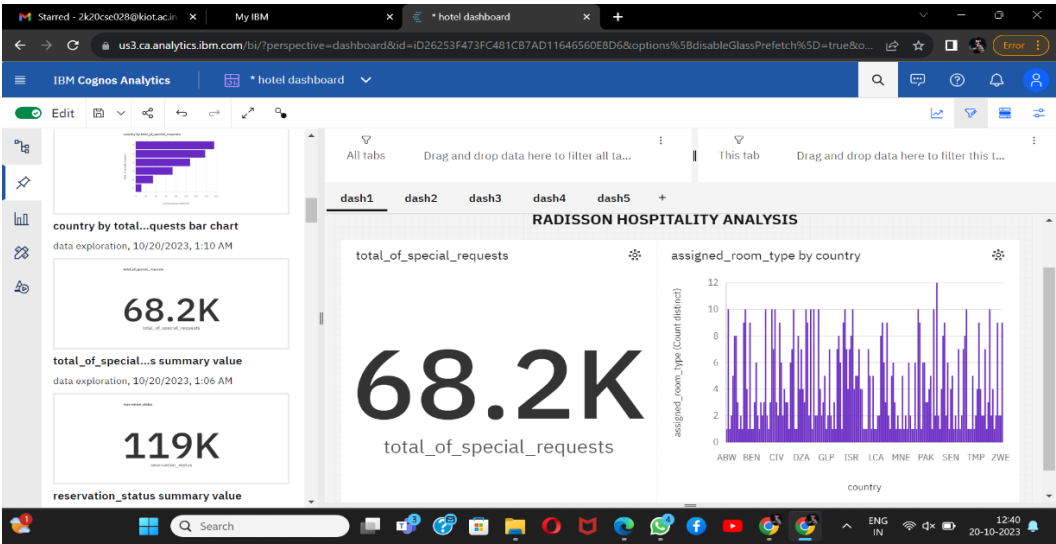 Starred - 2k20cse028@kiot.ac.in
My IBM
* hotel dashboard
us3.ca.analytics.ibm.com/bi/?perspective=dashboard&id=iD26253F473FC481CB7AD11646560E8D6&options%5BdisableGlassPrefetch%5D=true&o...
Error
IBM Cognos Analytics
* hotel dashboard
Edit
All tabs
Drag and drop data here to filter all ta...
This tab
Drag and drop data here to filter this t...
dash1 dash2 dash3 dash4 dash5 +
country by total...quests bar chart
data exploration, 10/20/2023, 1:10 AM
68.2K
total_of_special_requests
total_of_special...s summary value
data exploration, 10/20/2023, 1:06 AM
119K
reservation_status
reservation_status summary value
RADISSON HOSPITALITY ANALYSIS
total_of_special_requests
68.2K
total_of_special_requests
assigned_room_type by country
assigned_room_type (Count distinct)
12
10
8
6
4
2
0
ABW BEN CIV DZA GLP ISR LCA MNE PAK SEN TMP ZWE
country
1
Search
ENG
IN
12:40
20-10-2023